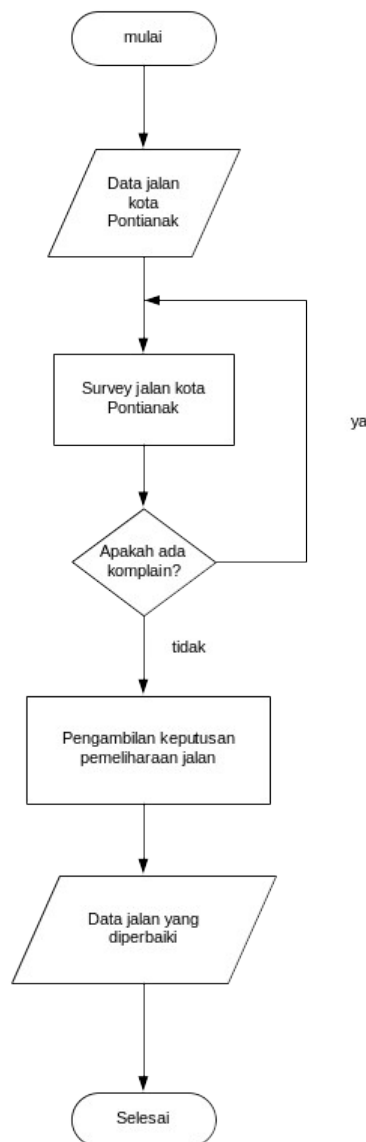 mulai
Data jalan
kota
Pontianak
Survey jalan kota
Pontianak
ya
Apakah ada
komplain?
tidak
Pengambilan keputusan
pemeliharaan jalan
Data jalan yang
diperbaiki
Selesai